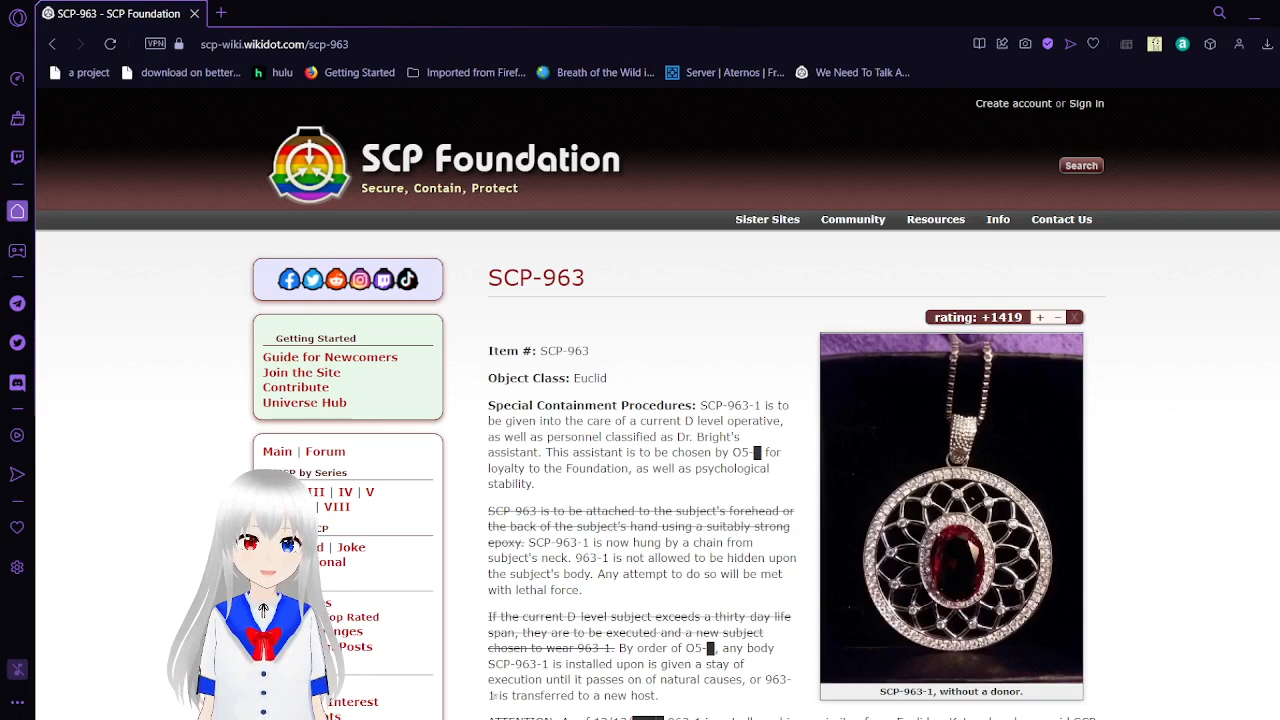 SCP-963 - SCP Foundation
VPN
scp-wiki.wikidot.com/scp-963
a project
download on better...
h hulu
Getting Started
Imported from Firef...
Breath of the Wild i...
Server | Aternos | Fr...
We Need To Talk A...
Create account or Sign in
SCP Foundation
Secure, Contain, Protect
Search
Sister Sites Community Resources Info Contact Us
Getting Started
Guide for Newcomers
Join the Site
Contribute
Universe Hub
Main | Forum
by Series
III | IV | V
| VIII
| Joke
op Rated
SCP-963
rating: +1419 + − X
Item #: SCP-963
Object Class: Euclid
Special Containment Procedures: SCP-963-1 is to
be given into the care of a current D level operative,
as well as personnel classified as Dr. Bright's
assistant. This assistant is to be chosen by O5-█ for
loyalty to the Foundation, as well as psychological
stability.
SCP-963 is to be attached to the subject's forehead or
the back of the subject's hand using a suitably strong
epoxy. SCP-963-1 is now hung by a chain from
subject's neck. 963-1 is not allowed to be hidden upon
the subject's body. Any attempt to do so will be met
with lethal force.
If the current D level subject exceeds a thirty day life
span, they are to be executed and a new subject
chosen to wear 963-1. By order of O5-█, any body
SCP-963-1 is installed upon is given a stay of
execution until it passes on of natural causes, or 963-
1 is transferred to a new host.
SCP-963-1, without a donor.